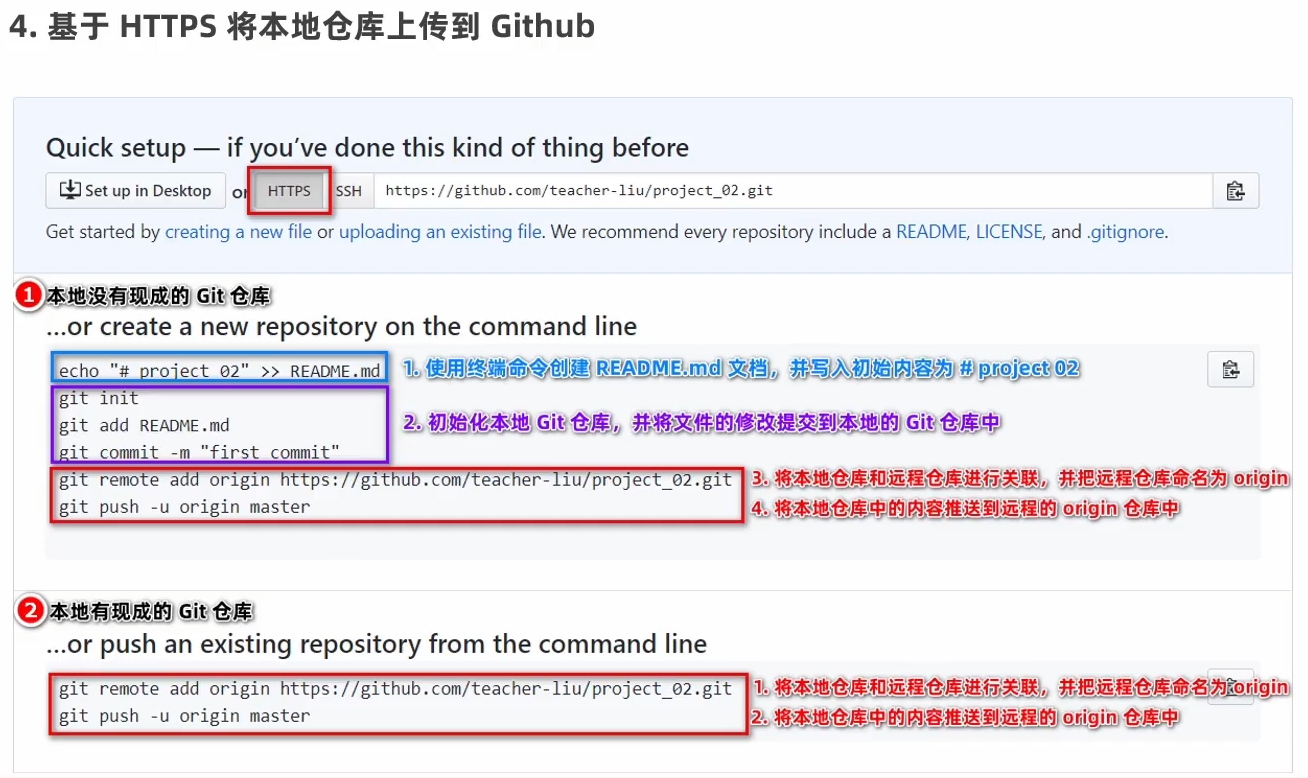 4. 基于 HTTPS 将本地仓库上传到 Github
Quick setup — if you’ve done this kind of thing before
Set up in Desktop or HTTPS SSH https://github.com/teacher-liu/project_02.git
Get started by creating a new file or uploading an existing file. We recommend every repository include a README, LICENSE, and .gitignore.
1 本地没有现成的 Git 仓库
…or create a new repository on the command line
echo "# project_02" >> README.md 1. 使用终端命令创建 README.md 文档，并写入初始内容为 # project 02
git init
git add README.md 2. 初始化本地 Git 仓库，并将文件的修改提交到本地的 Git 仓库中
git commit -m "first commit"
git remote add origin https://github.com/teacher-liu/project_02.git 3. 将本地仓库和远程仓库进行关联，并把远程仓库命名为 origin
git push -u origin master 4. 将本地仓库中的内容推送到远程的 origin 仓库中
2 本地有现成的 Git 仓库
…or push an existing repository from the command line
git remote add origin https://github.com/teacher-liu/project_02.git 1. 将本地仓库和远程仓库进行关联，并把远程仓库命名为 origin
git push -u origin master 2. 将本地仓库中的内容推送到远程的 origin 仓库中